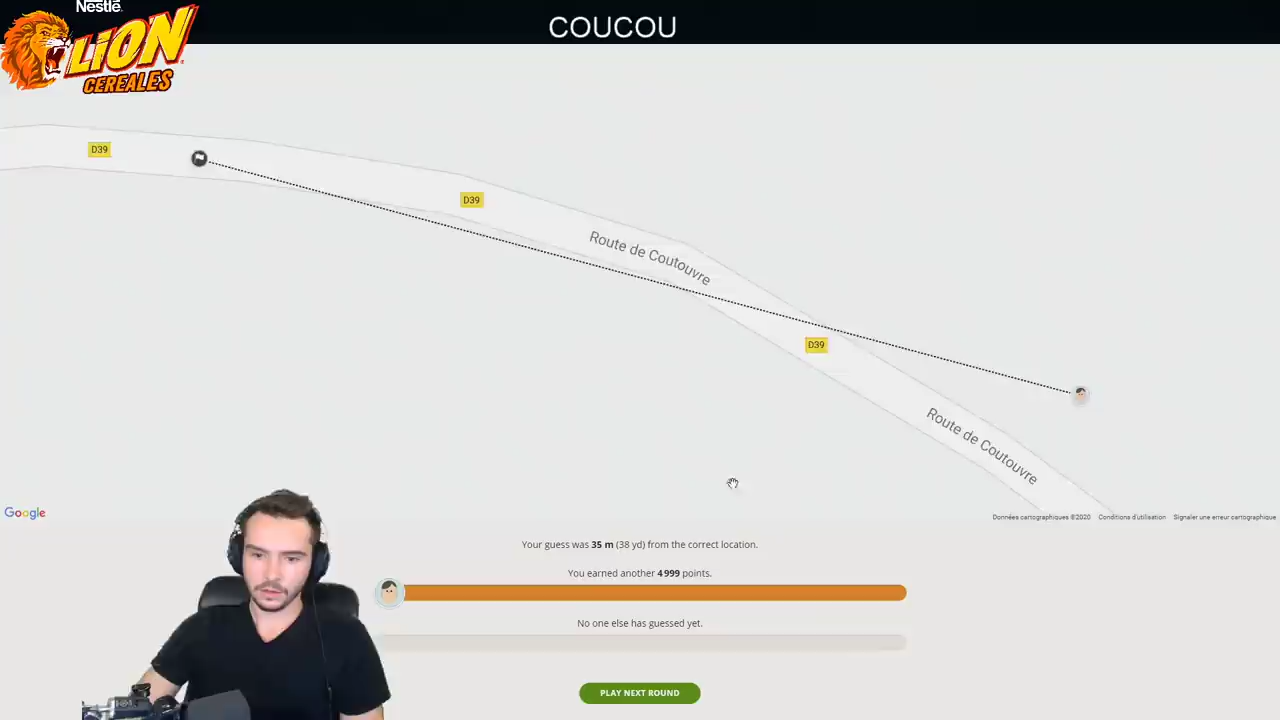 Nestlé
LION
CEREALES
COUCOU
D39
D39
Route de Coutouvre
D39
Route de Coutouvre
Google
Données cartographiques ©2020 Conditions d'utilisation Signaler une erreur cartographique
Your guess was 35 m (38 yd) from the correct location.
You earned another 4 999 points.
No one else has guessed yet.
PLAY NEXT ROUND